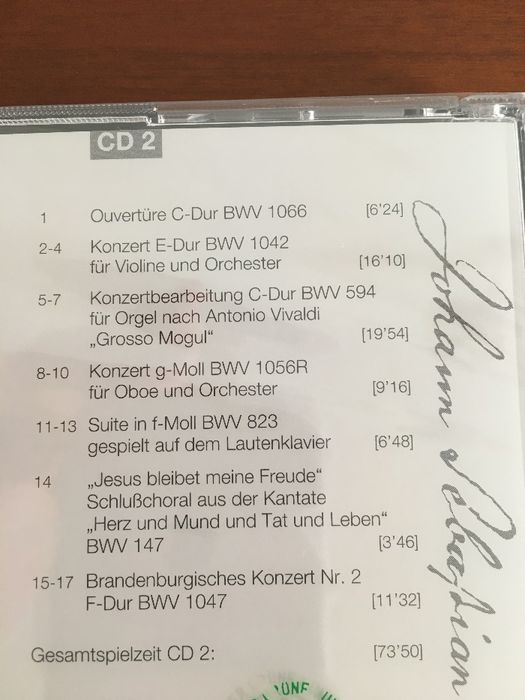 CD 2
1 Ouvertüre C-Dur BWV 1066 [6'24]
2-4 Konzert E-Dur BWV 1042
für Violine und Orchester [16'10]
5-7 Konzertbearbeitung C-Dur BWV 594
für Orgel nach Antonio Vivaldi
„Grosso Mogul“ [19'54]
8-10 Konzert g-Moll BWV 1056R
für Oboe und Orchester [9'16]
11-13 Suite in f-Moll BWV 823
gespielt auf dem Lautenklavier [6'48]
14 „Jesus bleibet meine Freude“
Schlußchoral aus der Kantate
„Herz und Mund und Tat und Leben“
BWV 147 [3'46]
15-17 Brandenburgisches Konzert Nr. 2
F-Dur BWV 1047 [11'32]
Gesamtspielzeit CD 2: [73'50]
Johann Sebastian